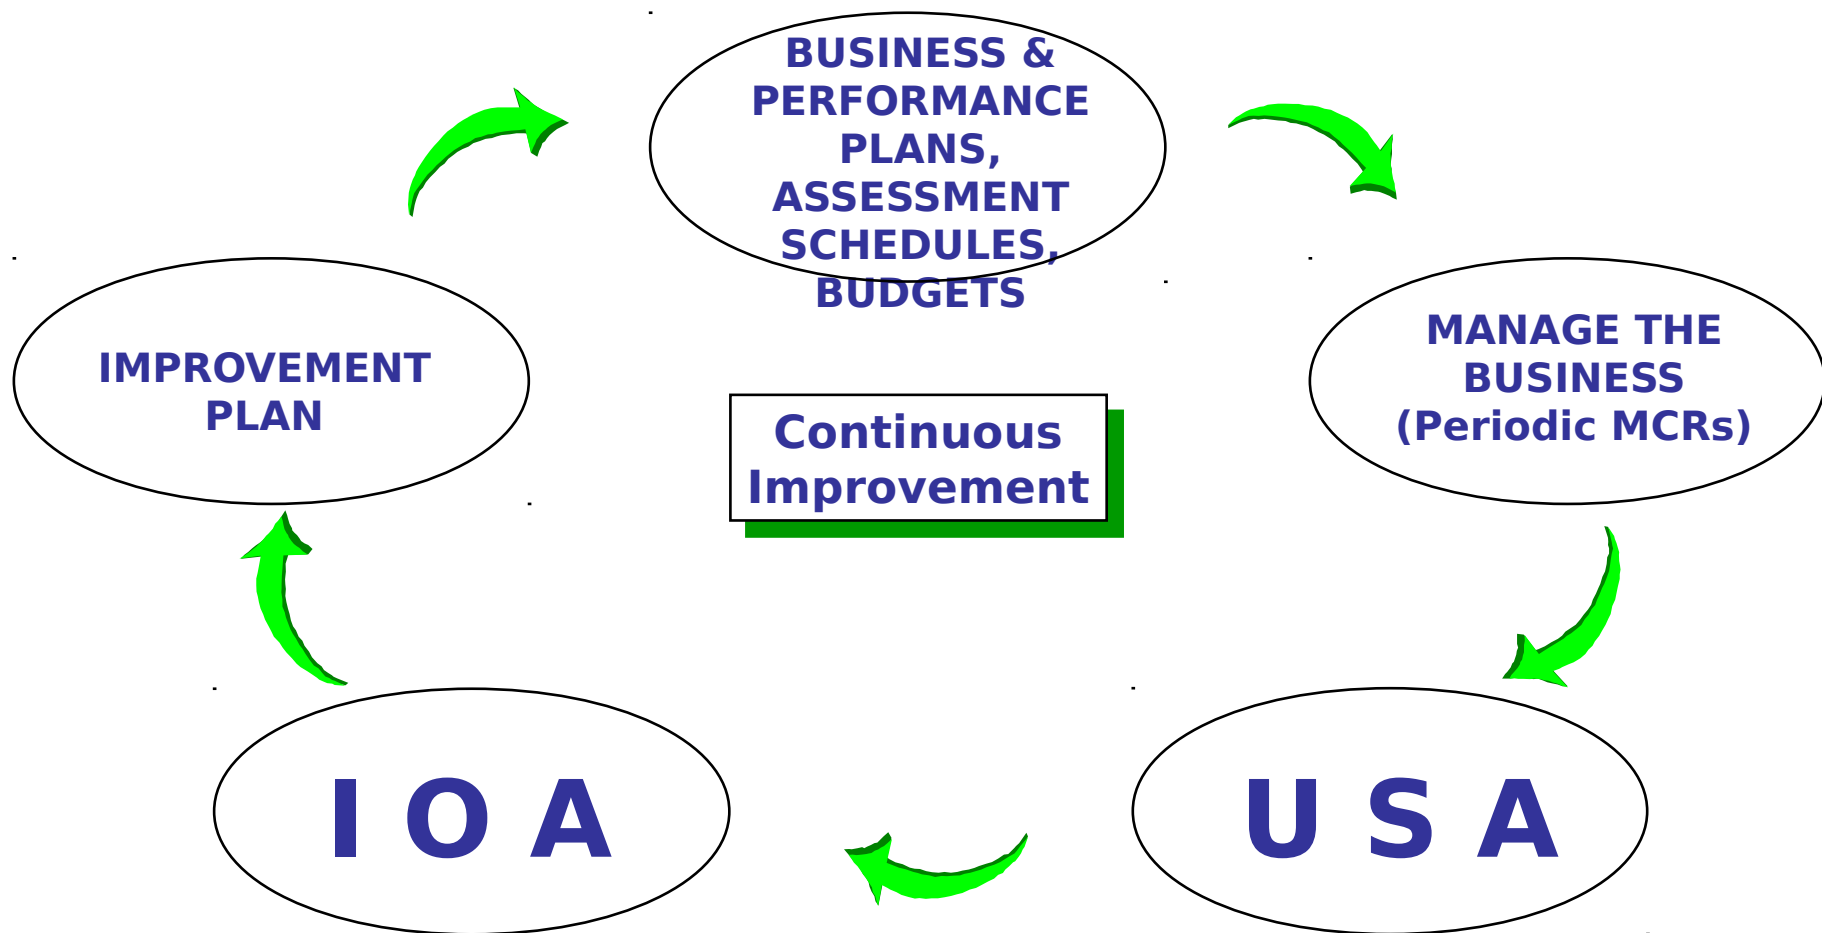 BUSINESS &
PERFORMANCE
PLANS,
ASSESSMENT
SCHEDULES,
BUDGETS
MANAGE THE
BUSINESS
(Periodic MCRs)
IMPROVEMENT
PLAN
Continuous
Improvement
I O A
U S A